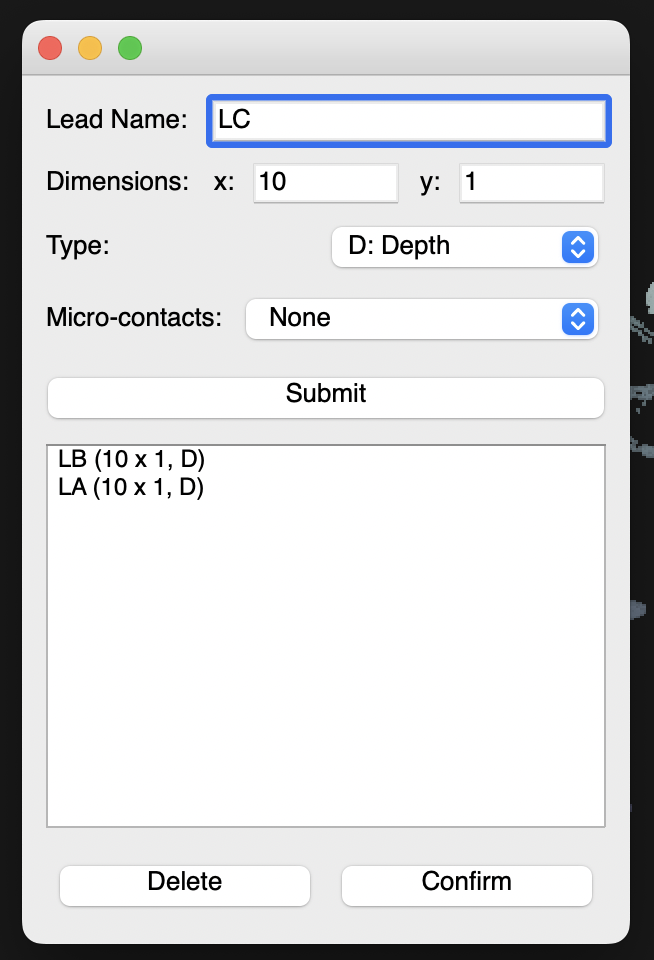 Lead Name: LC
Dimensions: x: 10 y: 1
Type: D: Depth
Micro-contacts: None
Submit
LB (10 x 1, D)
LA (10 x 1, D)
Delete Confirm